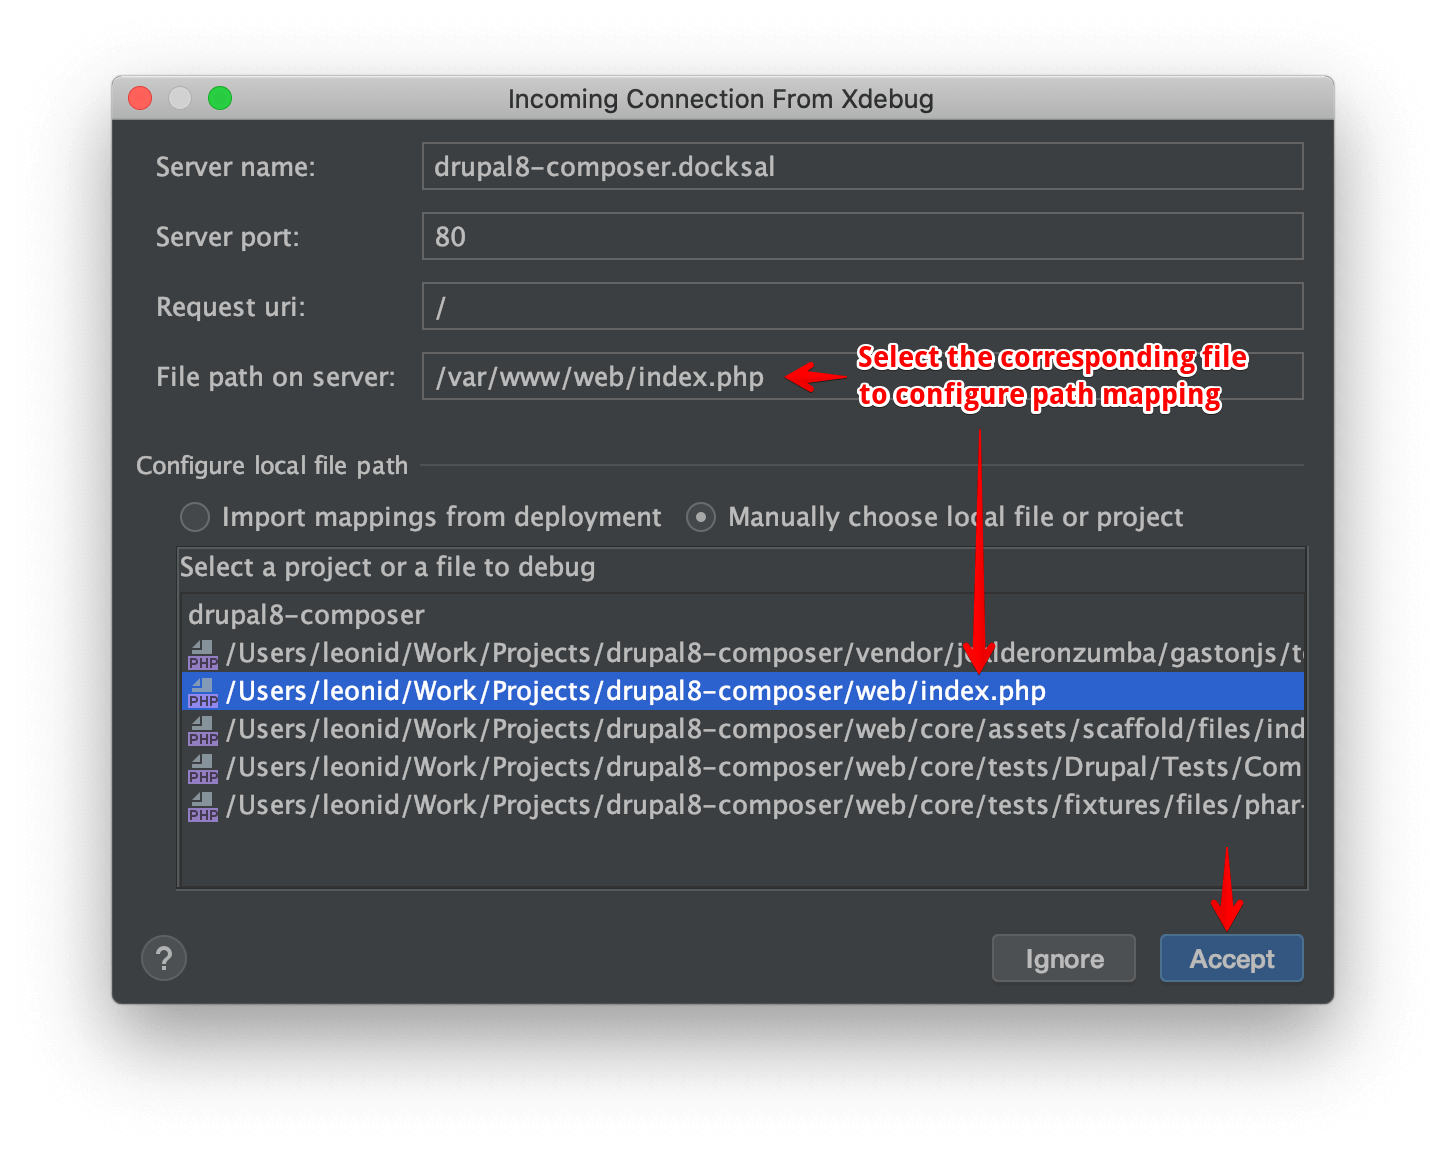 Incoming Connection From Xdebug
Server name: drupal8-composer.docksal
Server port: 80
Request uri: /
File path on server: /var/www/web/index.php
Select the corresponding file
to configure path mapping
Configure local file path
Import mappings from deployment Manually choose local file or project
Select a project or a file to debug
drupal8-composer
PHP /Users/leonid/Work/Projects/drupal8-composer/vendor/jcalderonzumba/gastonjs/t
PHP /Users/leonid/Work/Projects/drupal8-composer/web/index.php
PHP /Users/leonid/Work/Projects/drupal8-composer/web/core/assets/scaffold/files/ind
PHP /Users/leonid/Work/Projects/drupal8-composer/web/core/tests/Drupal/Tests/Com
PHP /Users/leonid/Work/Projects/drupal8-composer/web/core/tests/fixtures/files/phar-
? Ignore Accept